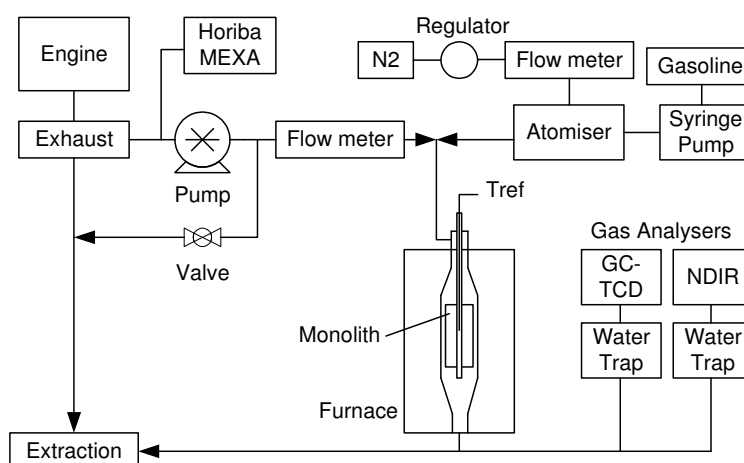 Engine
Horiba
MEXA
Regulator
N2
Flow meter
Gasoline
Exhaust
Flow meter
Atomiser
Syringe
Pump
Pump
Tref
Valve
Gas Analysers
GC-
TCD
NDIR
Monolith
Water
Trap
Water
Trap
Furnace
Extraction